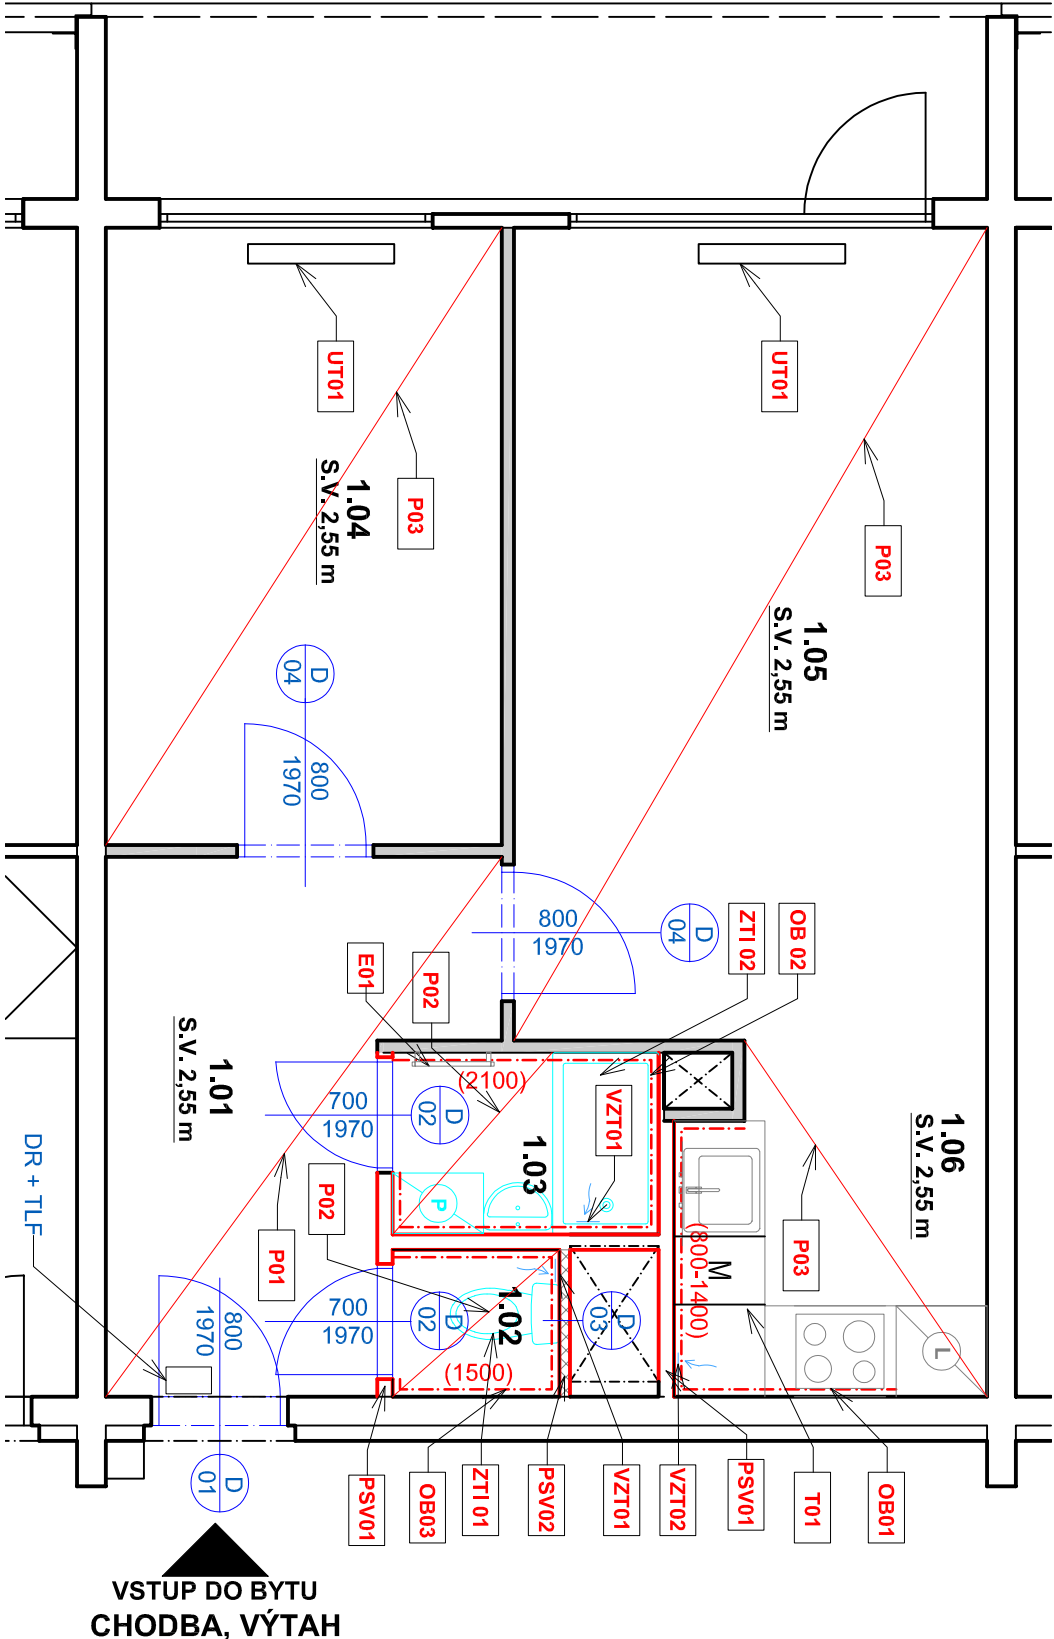 UT01
UT01
P03
1.04
S.V. 2,55 m
P03
1.05
S.V. 2,55 m
D
04
800
1970
800
1970
D
04
ZTI 02
OB 02
E01
P02
1.01
S.V. 2,55 m
(2100)
VZT01
700
1970
D
02
1.03
1.06
S.V. 2,55 m
DR + TLF
P02
P
P01
P03
(800-1400)
M
800
1970
700
1970
D
02
1.02
D
03
L
(1500)
D
01
PSV01
OB03
ZTI 01
PSV02
VZT01
VZT02
PSV01
T01
OB01
VSTUP DO BYTU
CHODBA, VÝTAH